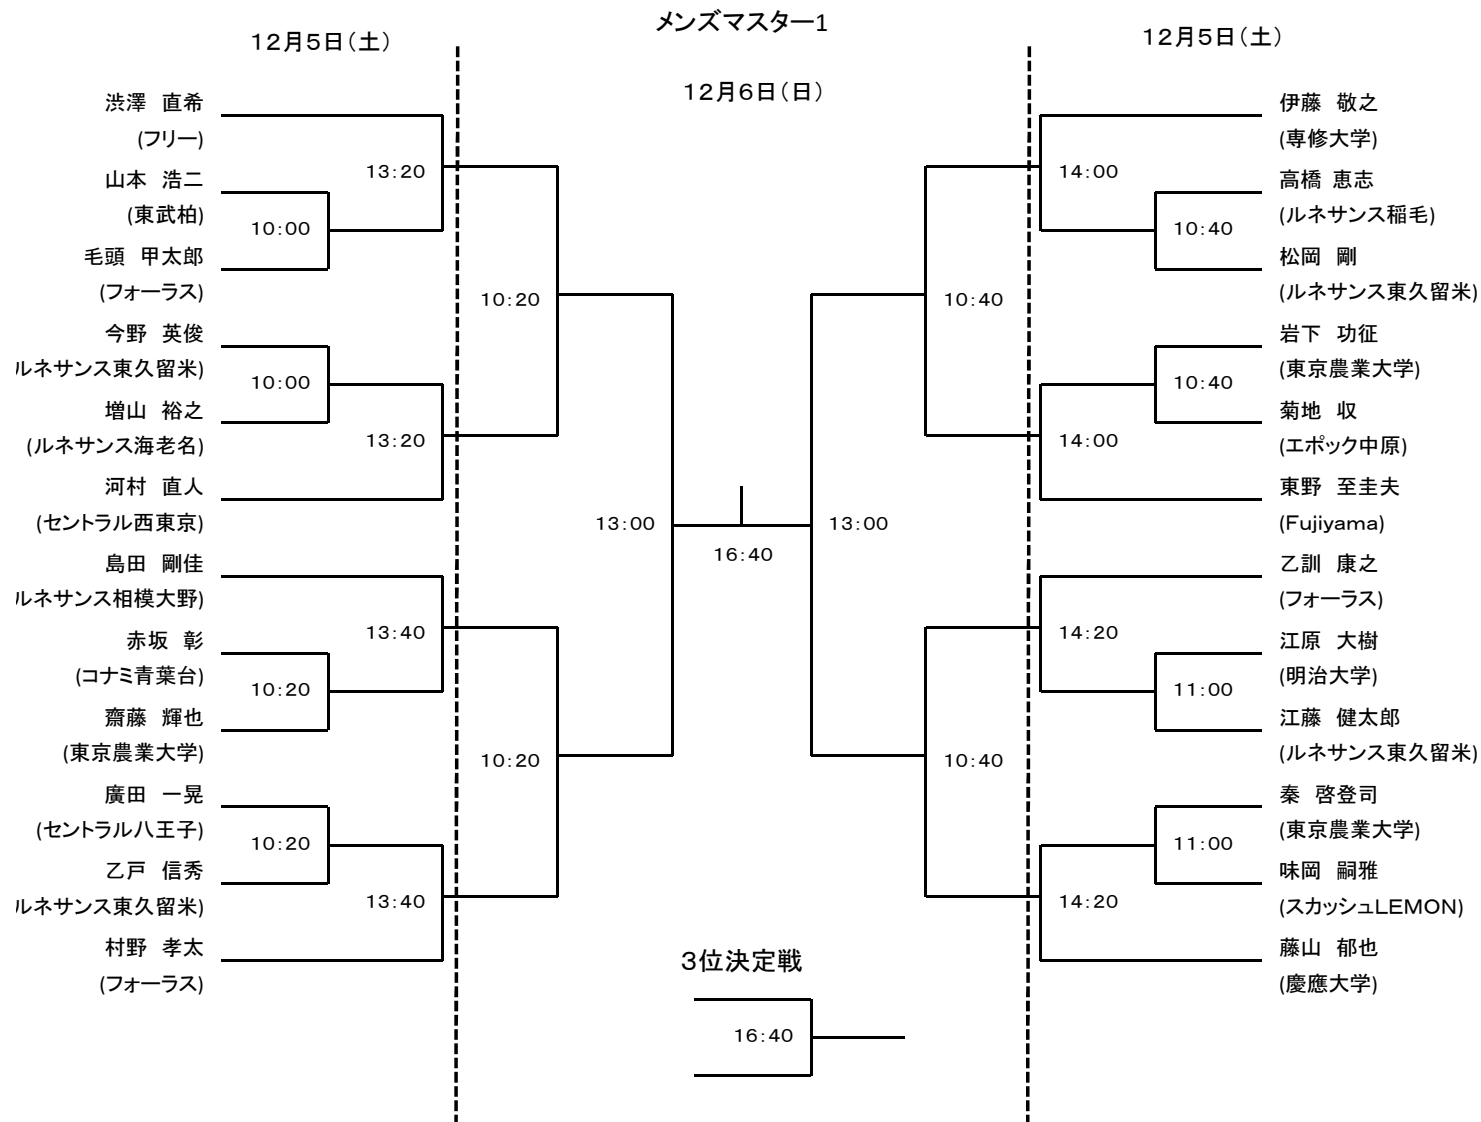 メンズマスター1
12月5日(土)
12月6日(日)
12月5日(土)
渋澤 直希
(フリー)
13:20
山本 浩二
(東武柏)
10:00
毛頭 甲太郎
(フォーラス)
10:20
今野 英俊
ルネサンス東久留米)
10:00
増山 裕之
(ルネサンス海老名)
13:20
河村 直人
(セントラル西東京)
13:00
島田 剛佳
ルネサンス相模大野)
13:40
赤坂 彰
(コナミ青葉台)
10:20
齋藤 輝也
(東京農業大学)
10:20
廣田 一晃
(セントラル八王子)
10:20
乙戸 信秀
ルネサンス東久留米)
13:40
村野 孝太
(フォーラス)
16:40
3位決定戦
16:40
伊藤 敬之
(専修大学)
14:00
高橋 恵志
(ルネサンス稲毛)
10:40
松岡 剛
(ルネサンス東久留米)
10:40
岩下 功征
(東京農業大学)
10:40
菊地 収
(エポック中原)
14:00
東野 至圭夫
(Fujiyama)
13:00
乙訓 康之
(フォーラス)
14:20
江原 大樹
(明治大学)
11:00
江藤 健太郎
(ルネサンス東久留米)
10:40
秦 啓登司
(東京農業大学)
11:00
味岡 嗣雅
(スカッシュLEMON)
14:20
藤山 郁也
(慶應大学)